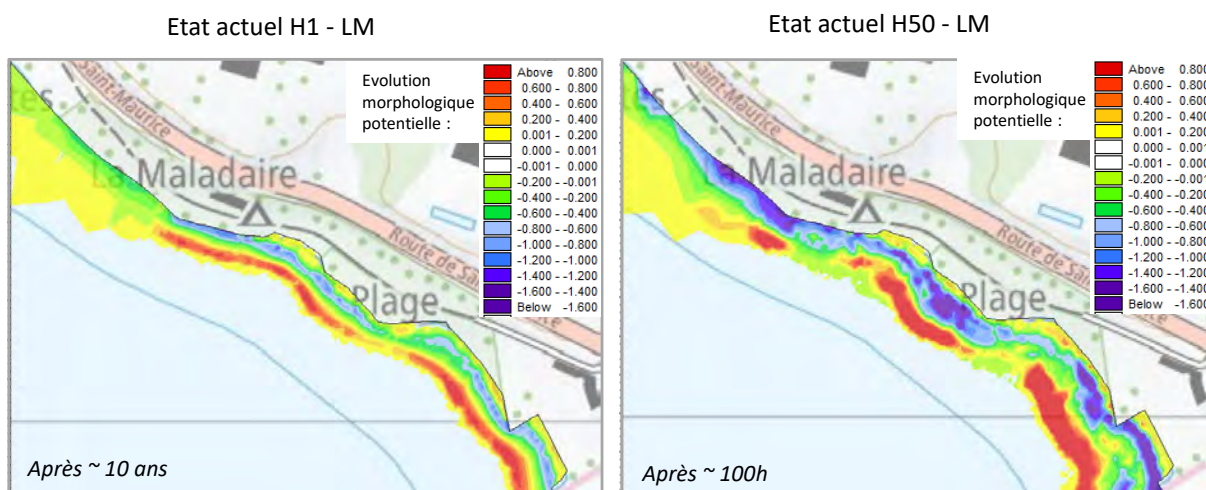 Etat actuel H1 - LM
Saint-Maurice
La Maladaire
Plage
Route de Sai
Evolution
morphologique
potentielle :
Above 0.800
0.600 - 0.800
0.400 - 0.600
0.200 - 0.400
0.001 - 0.200
0.000 - 0.001
-0.001 - 0.000
-0.200 - -0.001
-0.400 - -0.200
-0.600 - -0.400
-0.800 - -0.600
-1.000 - -0.800
-1.200 - -1.000
-1.400 - -1.200
-1.600 - -1.400
Below -1.600
Après ~ 10 ans
Etat actuel H50 - LM
Saint-Maurice
Maladaire
Plage
Route de Sai
Evolution
morphologique
potentielle :
Above 0.800
0.600 - 0.800
0.400 - 0.600
0.200 - 0.400
0.001 - 0.200
0.000 - 0.001
-0.001 - 0.000
-0.200 - -0.001
-0.400 - -0.200
-0.600 - -0.400
-0.800 - -0.600
-1.000 - -0.800
-1.200 - -1.000
-1.400 - -1.200
-1.600 - -1.400
Below -1.600
Après ~ 100h